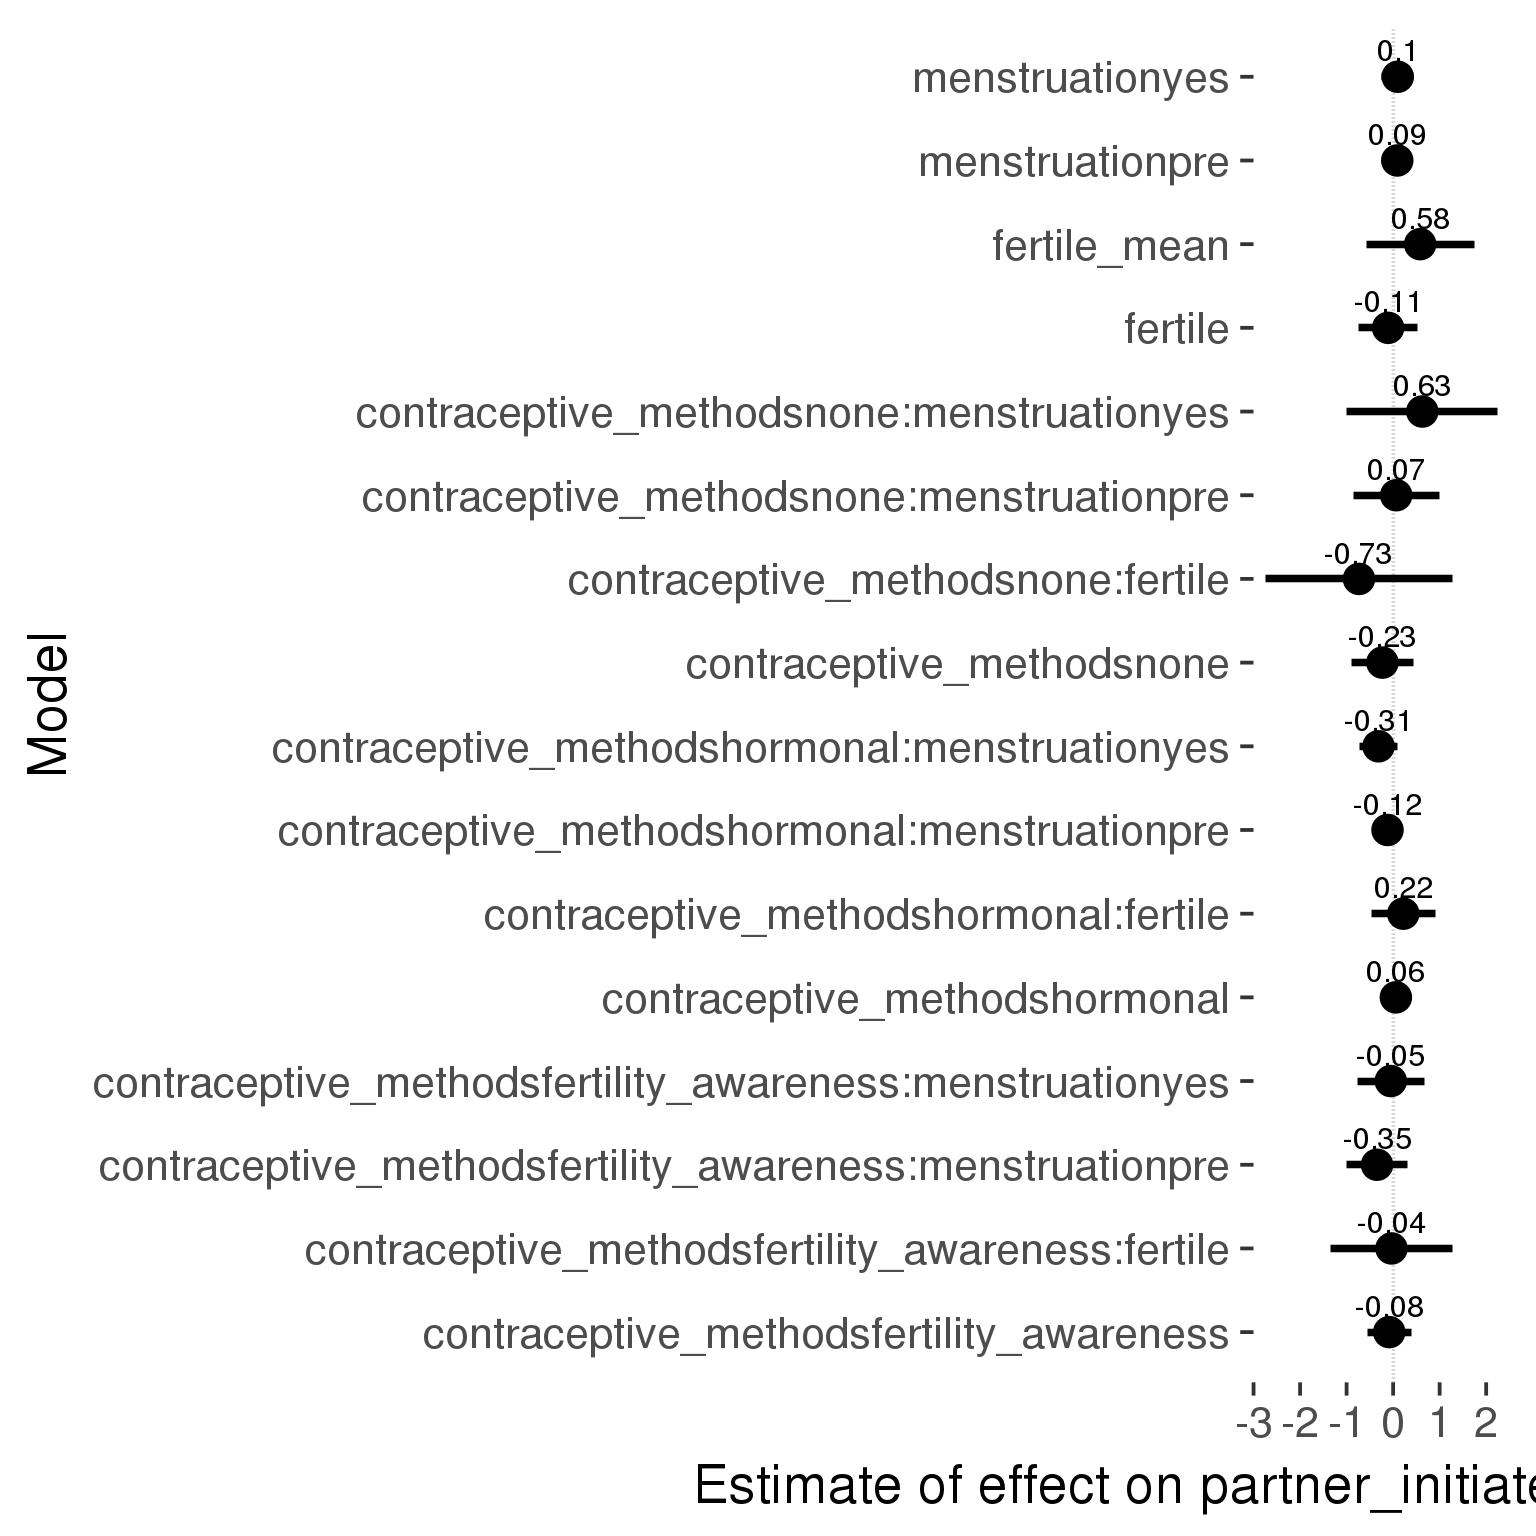 menstruationyes
0.1
menstruationpre
0.09
fertile_mean
0.58
fertile
-0.11
contraceptive_methodsnone:menstruationyes
0.63
contraceptive_methodsnone:menstruationpre
0.07
contraceptive_methodsnone:fertile
-0.73
contraceptive_methodsnone
-0.23
contraceptive_methodshormonal:menstruationyes
-0.31
contraceptive_methodshormonal:menstruationpre
-0.12
contraceptive_methodshormonal:fertile
0.22
contraceptive_methodshormonal
0.06
contraceptive_methodsfertility_awareness:menstruationyes
-0.05
contraceptive_methodsfertility_awareness:menstruationpre
-0.35
contraceptive_methodsfertility_awareness:fertile
-0.04
contraceptive_methodsfertility_awareness
-0.08
Model
-3 -2 -1 0 1 2
Estimate of effect on partner_initiate